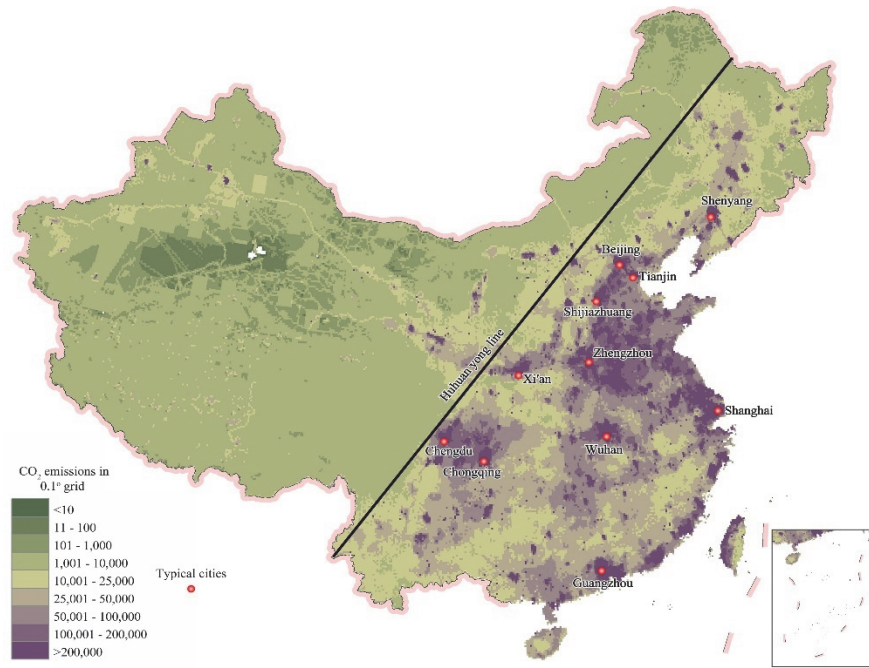 Shenyang
Beijing
Tianjin
Shijiazhuang
Huhuan yong line
Zhengzhou
Xi'an
Shanghai
Chengdu
Wuhan
Chongqing
CO₂ emissions in
0.1° grid
<10
11 - 100
101 - 1,000
1,001 - 10,000
10,001 - 25,000
25,001 - 50,000
50,001 - 100,000
100,001 - 200,000
>200,000
Typical cities
Guangzhou